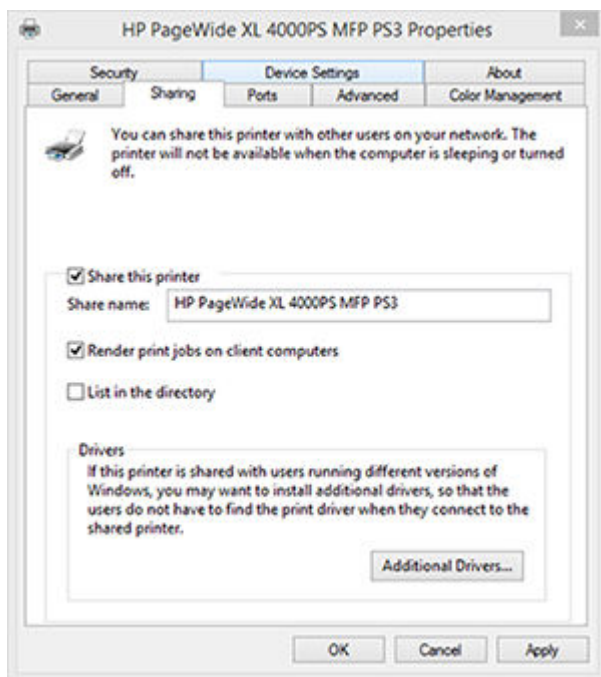 HP PageWide XL 4000PS MFP PS3 Properties
Security Device Settings About
General Sharing Ports Advanced Color Management
You can share this printer with other users on your network. The
printer will not be available when the computer is sleeping or turned
off.
Share this printer
Share name: HP PageWide XL 4000PS MFP PS3
Render print jobs on client computers
List in the directory
Drivers
If this printer is shared with users running different versions of
Windows, you may want to install additional drivers, so that the
users do not have to find the print driver when they connect to the
shared printer.
Additional Drivers...
OK Cancel Apply